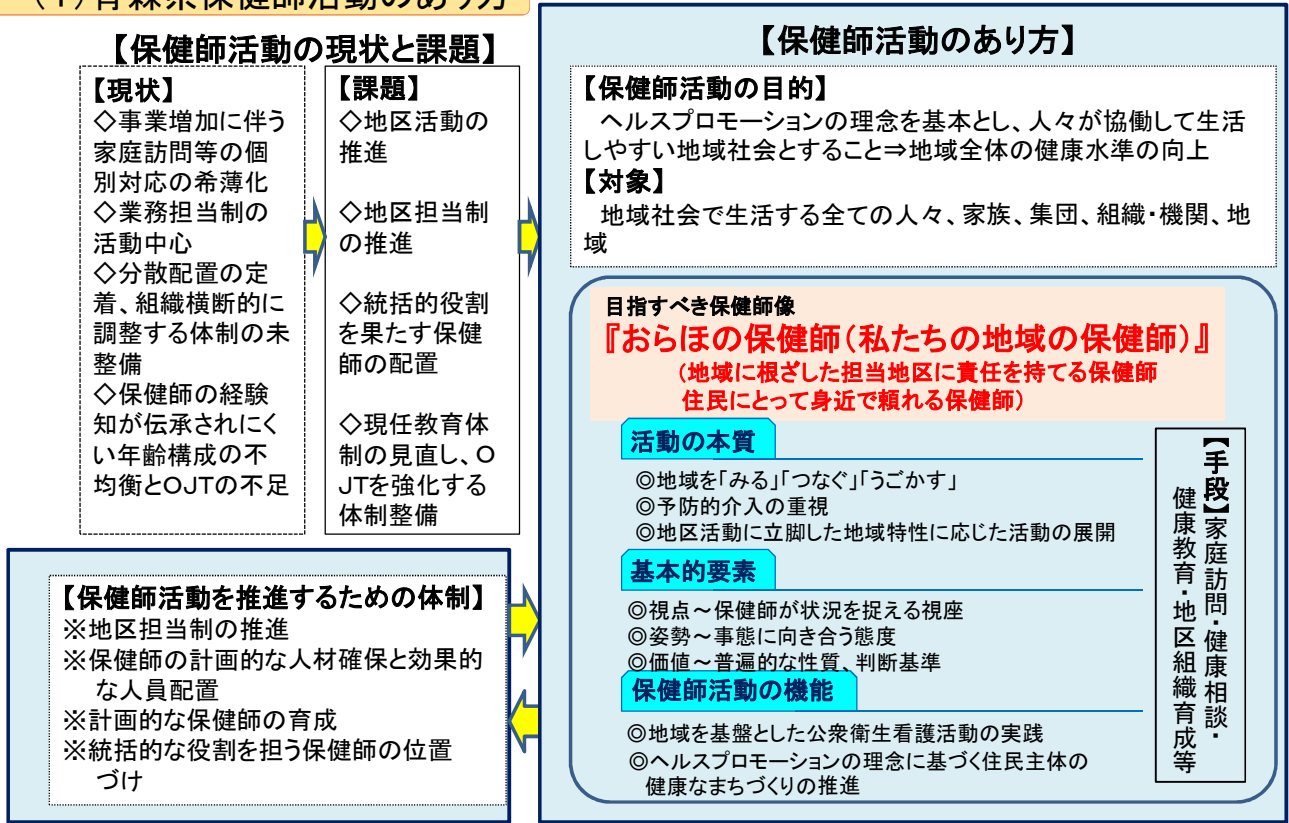 (1)青森県保健師活動のあり方
【保健師活動の現状と課題】
【現状】
◇事業増加に伴う
家庭訪問等の個
別対応の希薄化
◇業務担当制の
活動中心
◇分散配置の定
着、組織横断的に
調整する体制の未
整備
◇保健師の経験
知が伝承されにく
い年齢構成の不
均衡とOJTの不足
【課題】
◇地区活動の
推進
◇地区担当制
の推進
◇統括的役割
を果たす保健
師の配置
◇現任教育体
制の見直し、O
JTを強化する
体制整備
【保健師活動を推進するための体制】
※地区担当制の推進
※保健師の計画的な人材確保と効果的
な人員配置
※計画的な保健師の育成
※統括的な役割を担う保健師の位置
づけ
【保健師活動のあり方】
【保健師活動の目的】
ヘルスプロモーションの理念を基本とし、人々が協働して生活
しやすい地域社会とすること⇒地域全体の健康水準の向上
【対象】
地域社会で生活する全ての人々、家族、集団、組織・機関、地
域
目指すべき保健師像
『おらほの保健師(私たちの地域の保健師)』
(地域に根ざした担当地区に責任を持てる保健師
住民にとって身近で頼れる保健師)
活動の本質
◎地域を「みる」「つなぐ」「うごかす」
◎予防的介入の重視
◎地区活動に立脚した地域特性に応じた活動の展開
基本的要素
◎視点～保健師が状況を捉える視座
◎姿勢～事態に向き合う態度
◎価値～普遍的な性質、判断基準
保健師活動の機能
◎地域を基盤とした公衆衛生看護活動の実践
◎ヘルスプロモーションの理念に基づく住民主体の
健康なまちづくりの推進
【手段】家庭訪問・健康相談・
健康教育・地区組織育成等